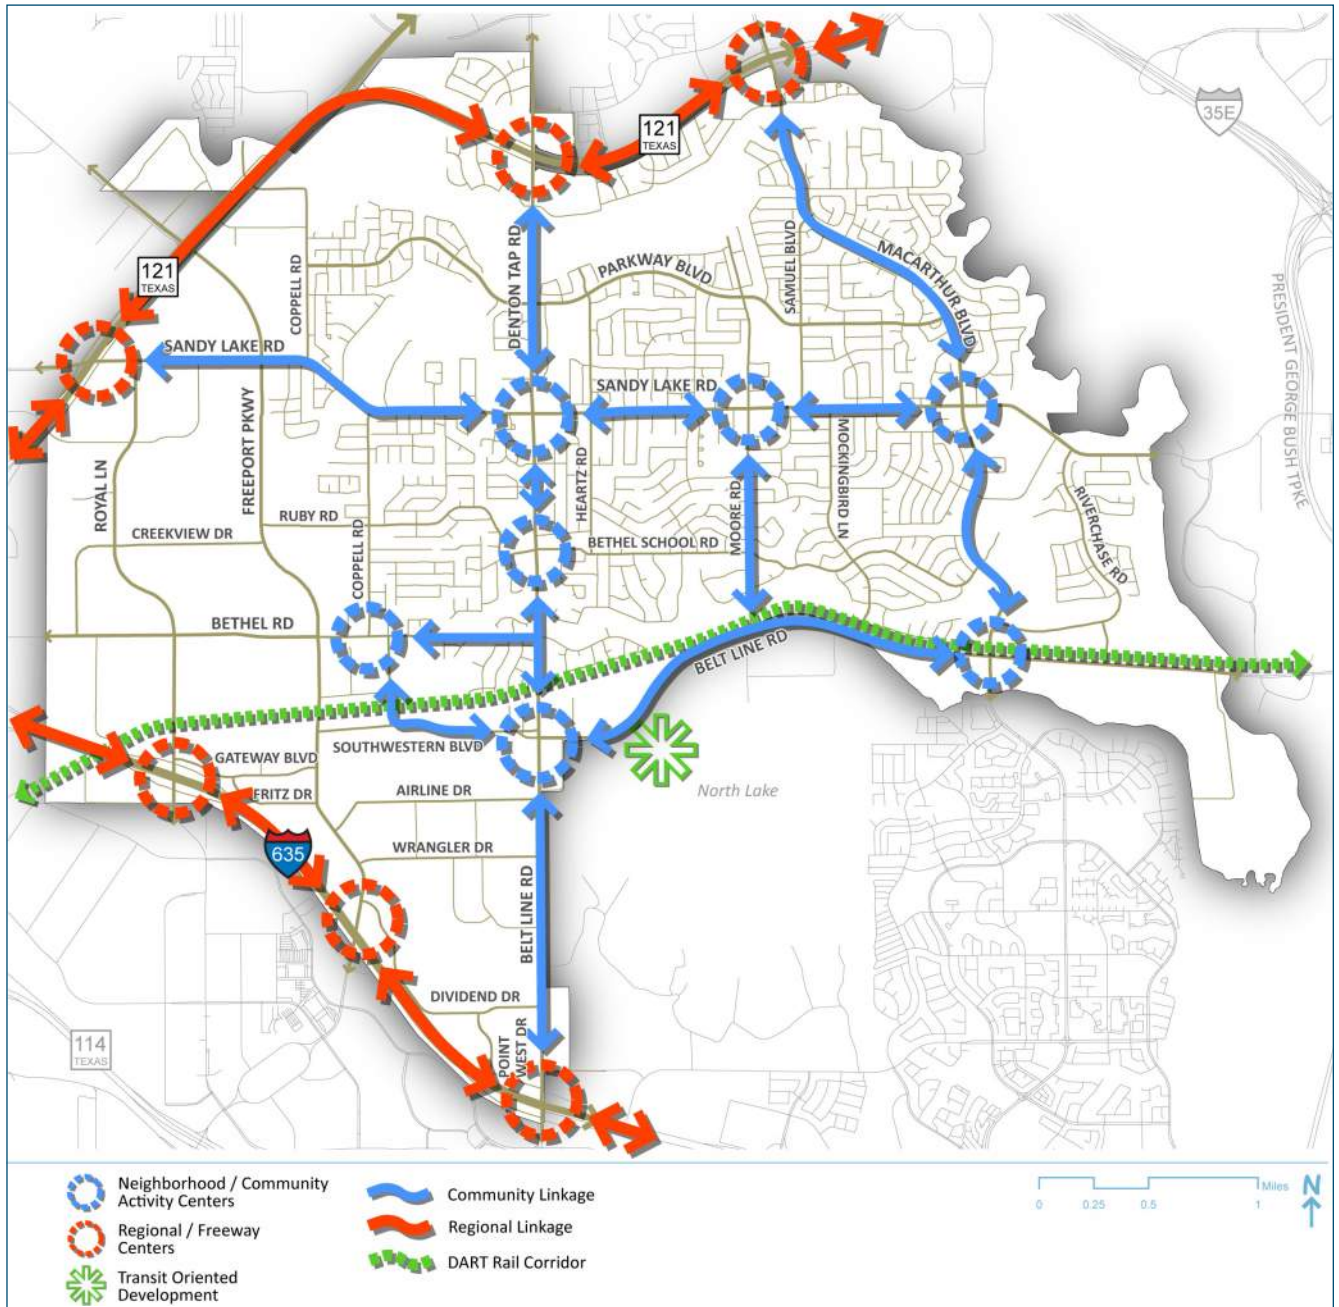 35E
121
TEXAS
DENTON TAP RD
SAMUEL BLVD
MACARTHUR BLVD
PARKWAY BLVD
COPPELL RD
121
TEXAS
PRESIDENT GEORGE BUSH TPKE
SANDY LAKE RD
SANDY LAKE RD
FREEPORT PKWY
ROYAL LN
HEARTZ RD
MOORE RD
MOCKINGBIRD LN
RIVERCHASE RD
RUBY RD
CREEKVIEW DR
COPPELL RD
BETHEL SCHOOL RD
BETHEL RD
BELT LINE RD
SOUTHWESTERN BLVD
GATEWAY BLVD
FRITZ DR
AIRLINE DR
North Lake
635
WRANGLER DR
BELT LINE RD
DIVIDEND DR
POINT
WEST DR
114
TEXAS
Neighborhood / Community
Activity Centers
Regional / Freeway
Centers
Transit Oriented
Development
Community Linkage
Regional Linkage
DART Rail Corridor
0 0.25 0.5 1 Miles
N